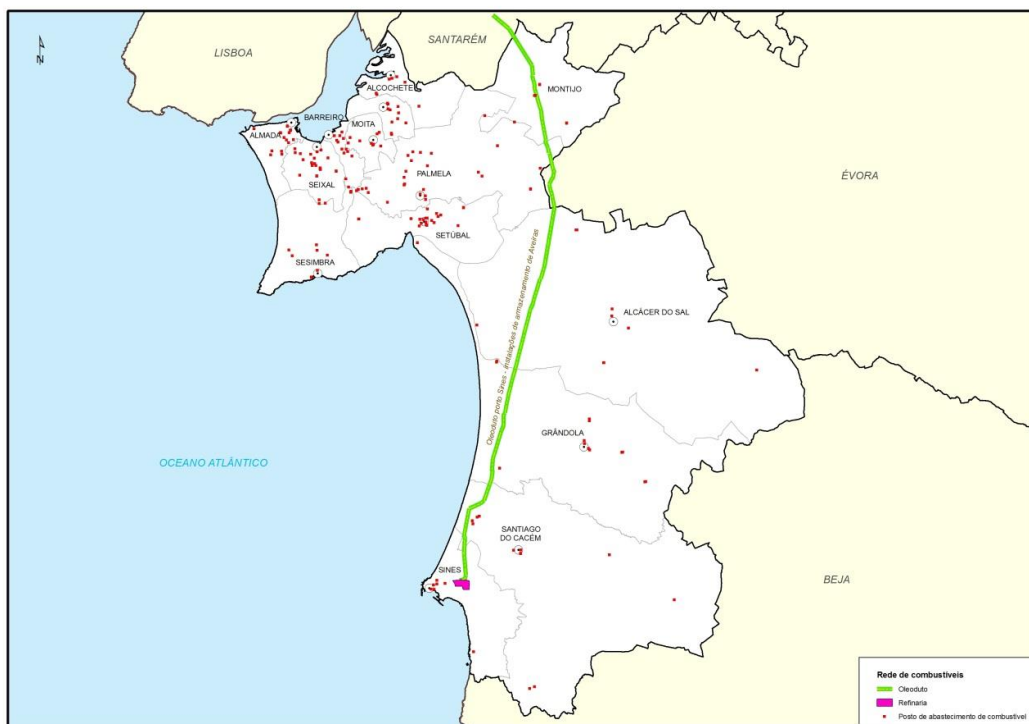 N
LISBOA
SANTARÉM
MONTIJO
ALCOCHETE
BARREIRO
MOITA
ALMADA
PALMELA
SEIXAL
ÉVORA
SETÚBAL
SESIMBRA
Oleoduto porto Sines - Instalações de armazenamento de Aveiras
ALCÁCER DO SAL
GRÂNDOLA
OCEANO ATLÂNTICO
SANTIAGO
DO CACÉM
SINES
BEJA
Rede de combustíveis
Oleoduto
Refinaria
Posto de abastecimento de combustível